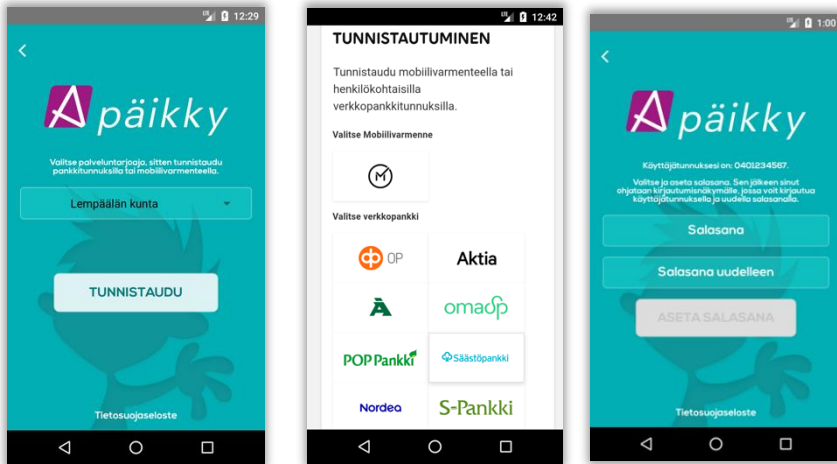 LTE 12:29
A päikky
Valitse palveluntarjoaja, sitten tunnistaudu
pankkitunnuksilla tai mobiilivarmenteella.
Lempäälän kunta
TUNNISTAUDU
Tietosuojaseloste
LTE 12:42
TUNNISTAUTUMINEN
Tunnistaudu mobiilivarmenteella tai
henkilökohtaisilla
verkkopankkitunnuksilla.
Valitse Mobiilivarmenne
M
Valitse verkkopankki
OP
Aktia
Å
omasp
POP Pankki
Säästöpankki
Nordea
S-Pankki
LTE 1:00
A päikky
Käyttäjätunnuksesi on: 0401234567.
Valitse ja aseta salasana. Sen jälkeen sinut
ohjataan kirjautumisnäkymälle, jossa voit kirjautua
käyttäjätunnuksella ja uudella salasanalla.
Salasana
Salasana uudelleen
ASETA SALASANA
Tietosuojaseloste